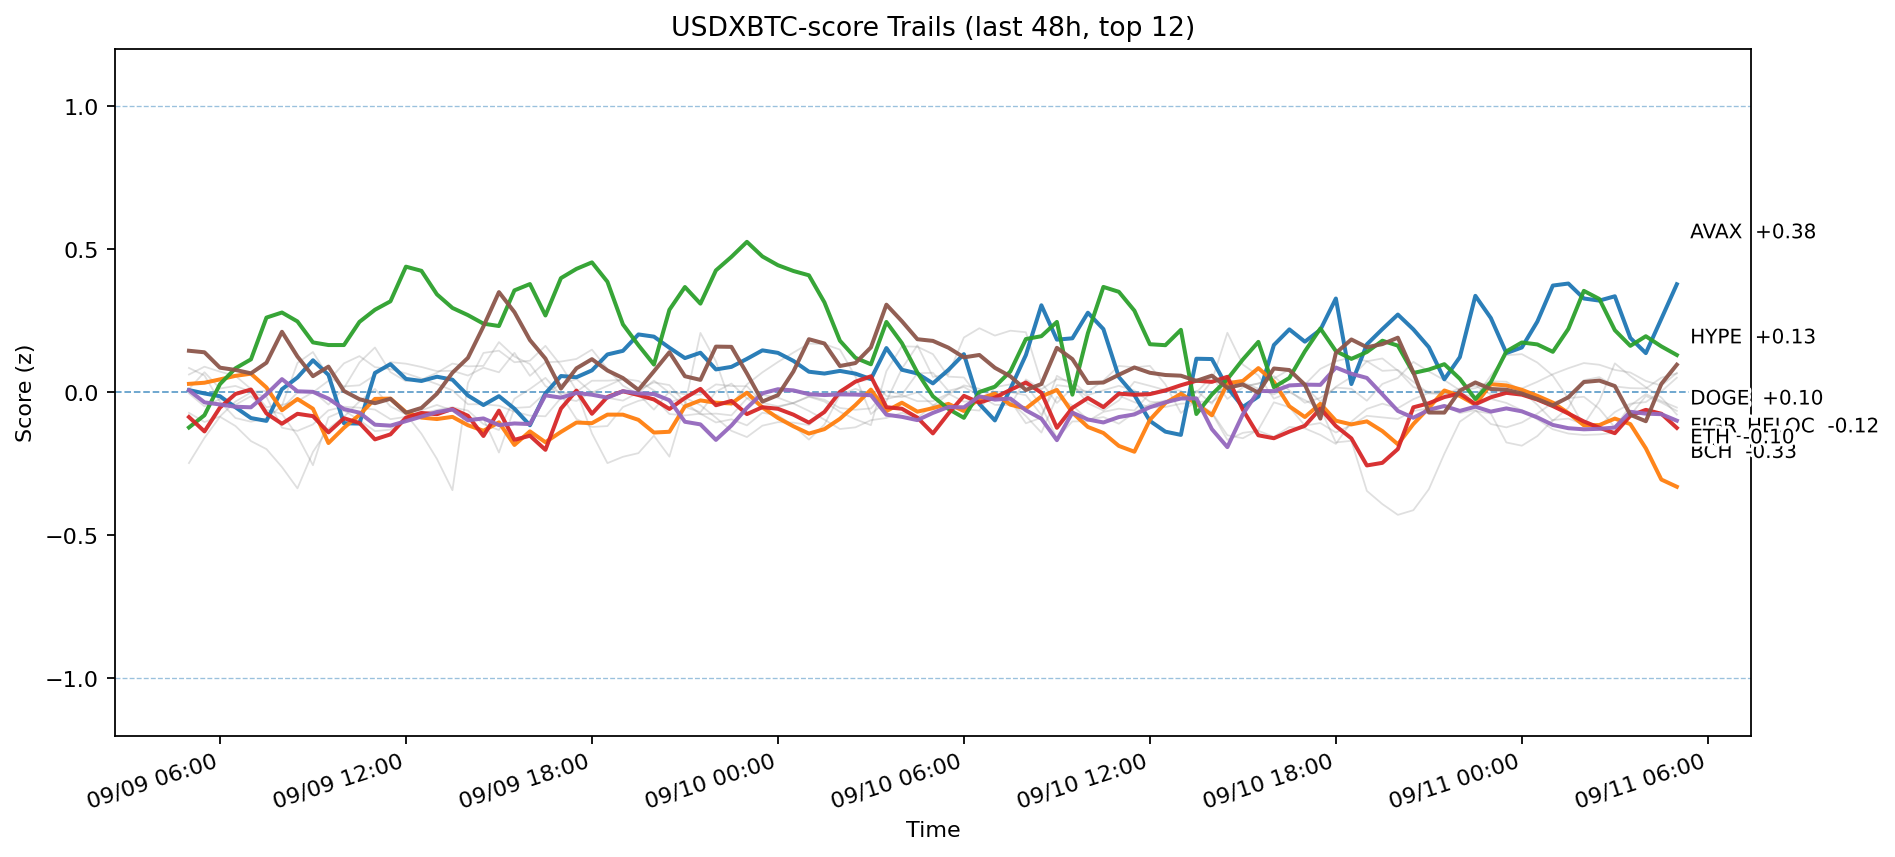 USDXBTC-score Trails (last 48h, top 12)
Score (z)
1.0
0.5
0.0
−0.5
−1.0
AVAX +0.38
HYPE +0.13
DOGE +0.10
FIGR_HELOC -0.12
ETH -0.10
BCH -0.33
09/09 06:00
09/09 12:00
09/09 18:00
09/10 00:00
09/10 06:00
09/10 12:00
09/10 18:00
09/11 00:00
09/11 06:00
Time